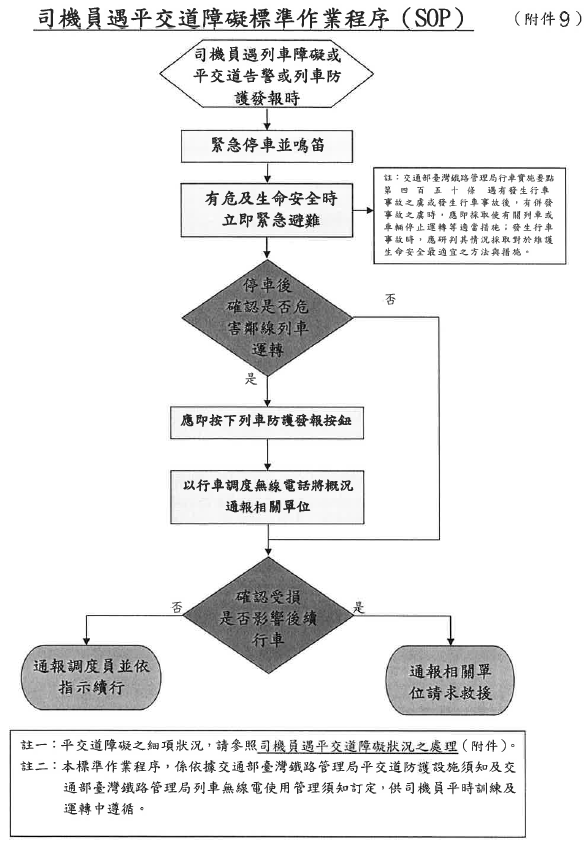 司機員遇平交道障礙標準作業程序(SOP)
(附件9)
司機員遇列車障礙或
平交道告警或列車防
護發報時
緊急停車並鳴笛
有危及生命安全時
立即緊急避難
註:交通部臺灣鐵路管理局行車實施要點
第四百五十條 遇有發生行車
事故之虞或發生行車事故後,有併發
事故之虞時,應即採取使有關列車或
車輛停止運轉等適當措施;發生行車
事故時,應研判其情況採取對於維護
生命安全最適宜之方法與措施。
停車後
確認是否危
害鄰線列車
運轉
否
是
應即按下列車防護發報按鈕
以行車調度無線電話將概況
通報相關單位
確認受損
是否影響後續
行車
否
是
通報調度員並依
指示續行
通報相關單
位請求救援
註一:平交道障礙之細項狀況,請參照司機員遇平交道障礙狀況之處理(附件)。
註二:本標準作業程序,係依據交通部臺灣鐵路管理局平交道防護設施須知及交
通部臺灣鐵路管理局列車無線電使用管理須知訂定,供司機員平時訓練及
運轉中遵循。